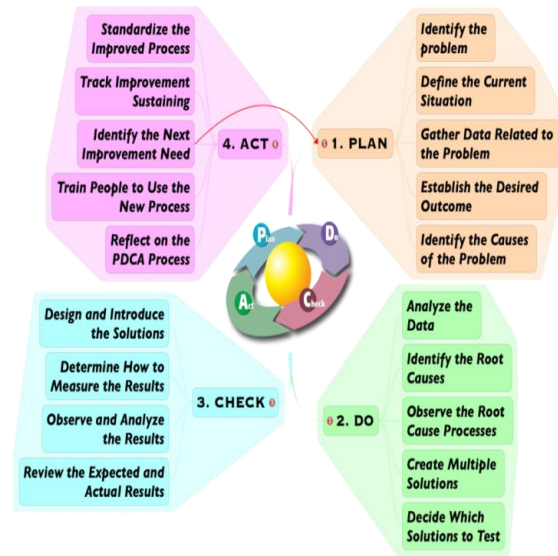 1. PLAN
Identify the
problem
Define the Current
Situation
Gather Data Related to
the Problem
Establish the Desired
Outcome
Identify the Causes
of the Problem
2. DO
Analyze the
Data
Identify the Root
Causes
Observe the Root
Cause Processes
Create Multiple
Solutions
Decide Which
Solutions to Test
3. CHECK
Design and Introduce
the Solutions
Determine How to
Measure the Results
Observe and Analyze
the Results
Review the Expected and
Actual Results
4. ACT
Standardize the
Improved Process
Track Improvement
Sustaining
Identify the Next
Improvement Need
Train People to Use the
New Process
Reflect on the
PDCA Process
Plan
Do
Check
Act